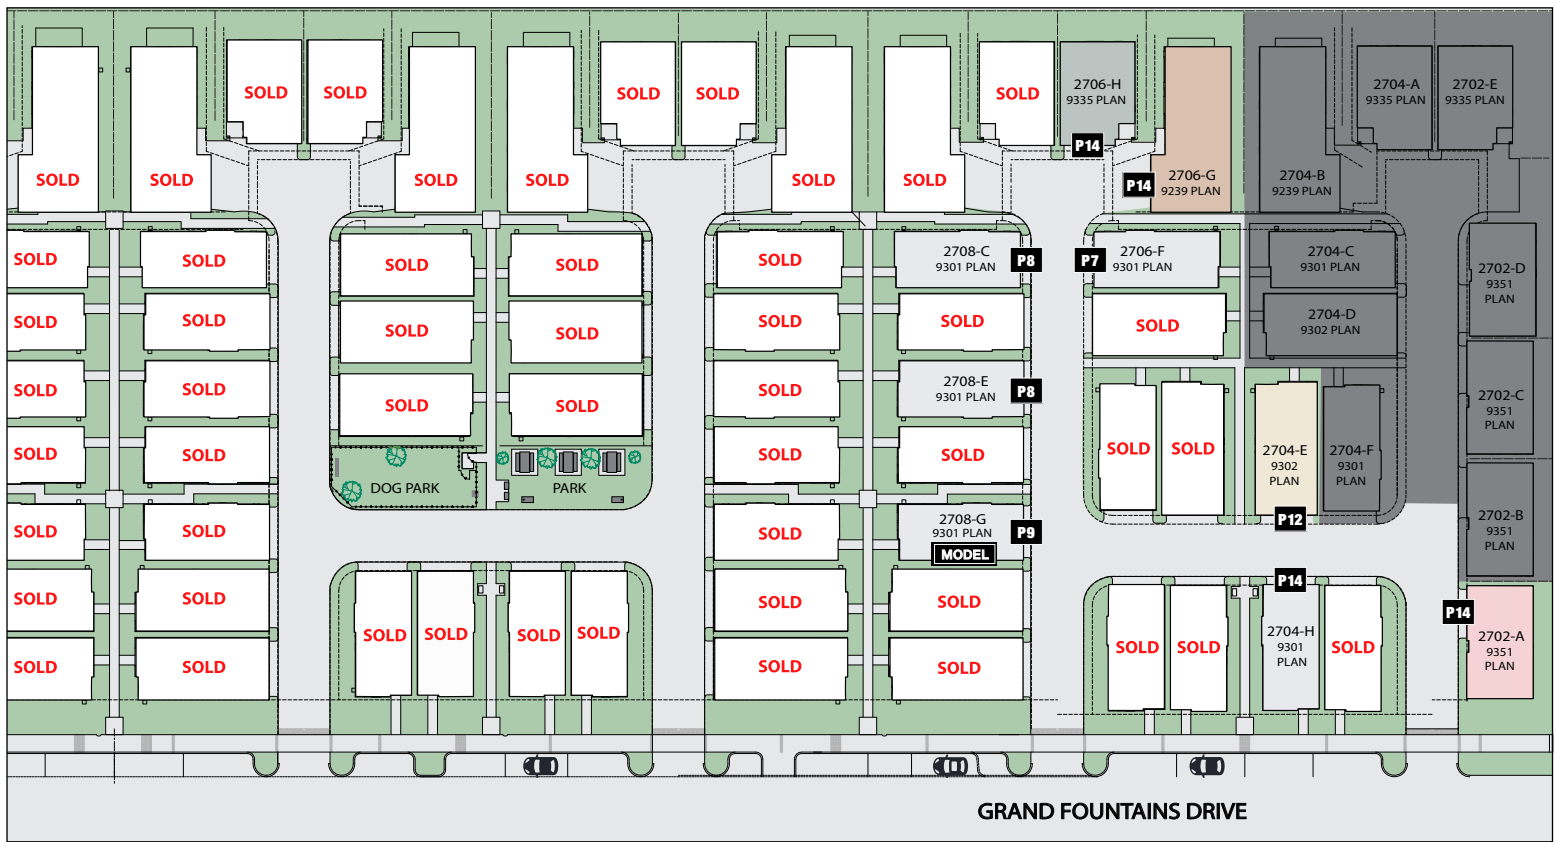 SOLD
SOLD
SOLD
SOLD
SOLD
2706-H
9335 PLAN
2704-A
9335 PLAN
2702-E
9335 PLAN
P14
SOLD
SOLD
SOLD
SOLD
SOLD
SOLD
P14
2706-G
9239 PLAN
2704-B
9239 PLAN
SOLD
SOLD
SOLD
SOLD
SOLD
2708-C
9301 PLAN
P8
P7
2706-F
9301 PLAN
2704-C
9301 PLAN
2702-D
9351
PLAN
SOLD
SOLD
SOLD
SOLD
SOLD
SOLD
SOLD
2704-D
9302 PLAN
SOLD
SOLD
SOLD
SOLD
SOLD
2708-E
9301 PLAN
P8
2702-C
9351
PLAN
SOLD
SOLD
SOLD
SOLD
SOLD
SOLD
2704-E
9302
PLAN
2704-F
9301
PLAN
DOG PARK
PARK
SOLD
SOLD
SOLD
2708-G
9301 PLAN
MODEL
P9
P12
2702-B
9351
PLAN
P14
SOLD
SOLD
SOLD
SOLD
P14
SOLD
SOLD
SOLD
SOLD
SOLD
SOLD
2704-H
9301
PLAN
SOLD
2702-A
9351
PLAN
SOLD
SOLD
SOLD
SOLD
GRAND FOUNTAINS DRIVE